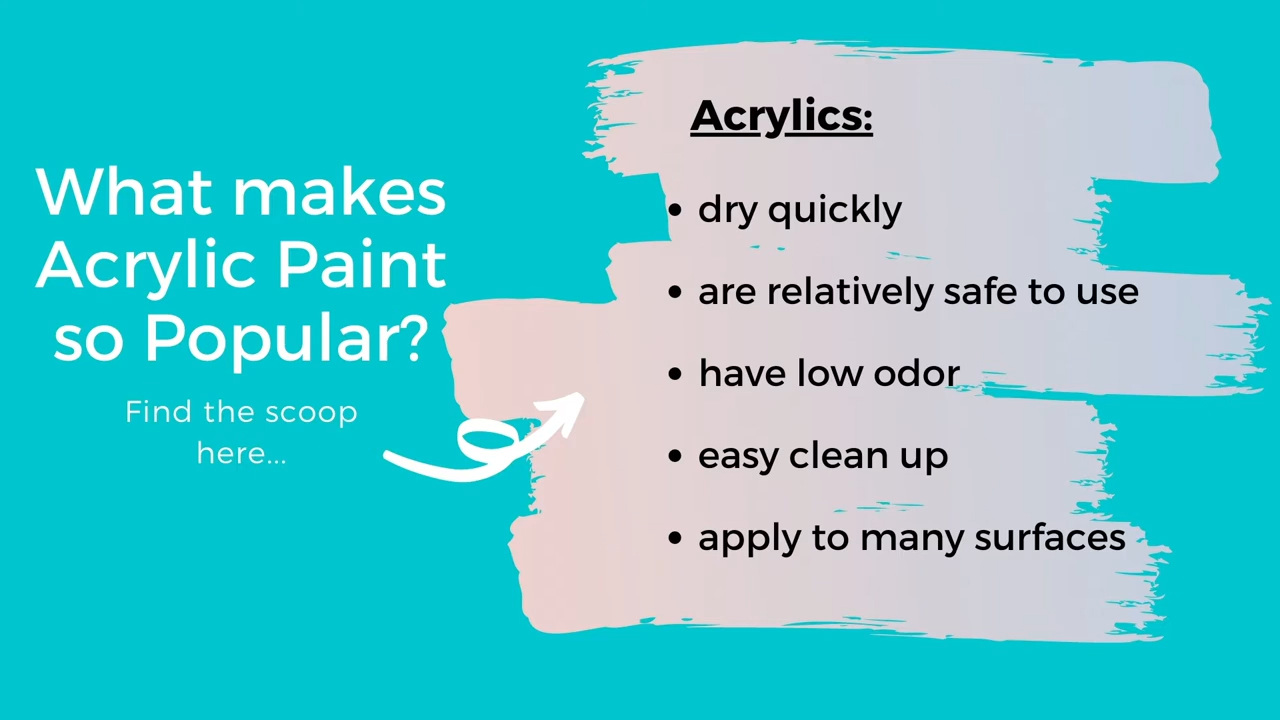 What makes
Acrylic Paint
so Popular?
Find the scoop
here...
Acrylics:
• dry quickly
• are relatively safe to use
• have low odor
• easy clean up
• apply to many surfaces